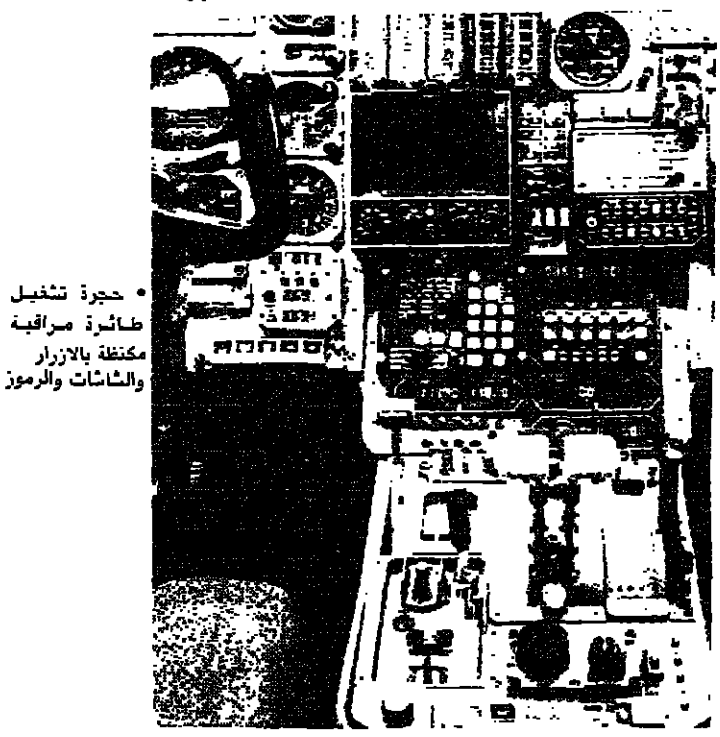 • حجرة تشغيل
طائرة مراقبة
مكتظة بالازرار
والشاشات والرموز